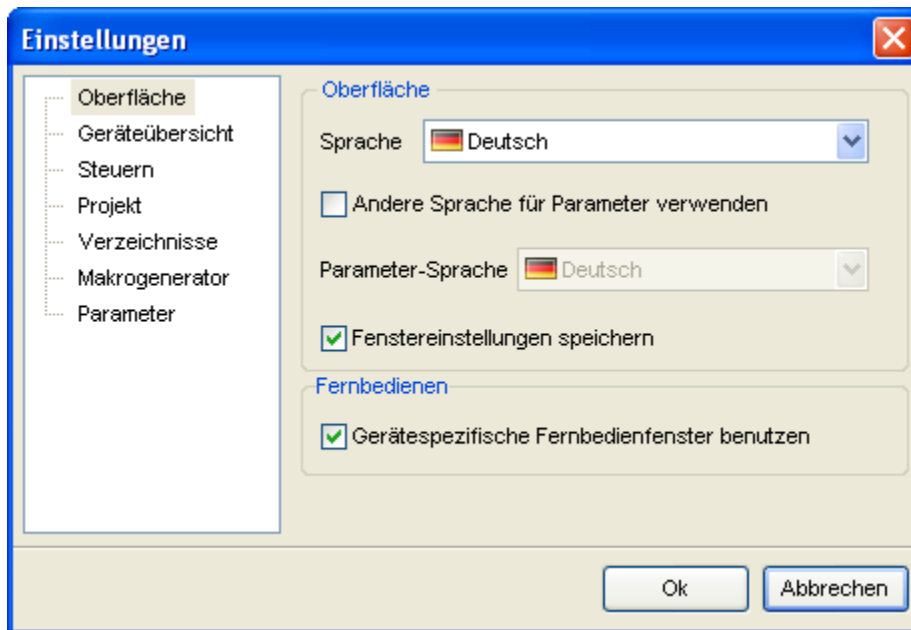 Einstellungen
Oberfläche
Geräteübersicht
Steuern
Projekt
Verzeichnisse
Makrogenerator
Parameter
Oberfläche
Sprache Deutsch
Andere Sprache für Parameter verwenden
Parameter-Sprache Deutsch
Fenstereinstellungen speichern
Fernbedienen
Gerätespezifische Fernbedienfenster benutzen
Ok Abbrechen